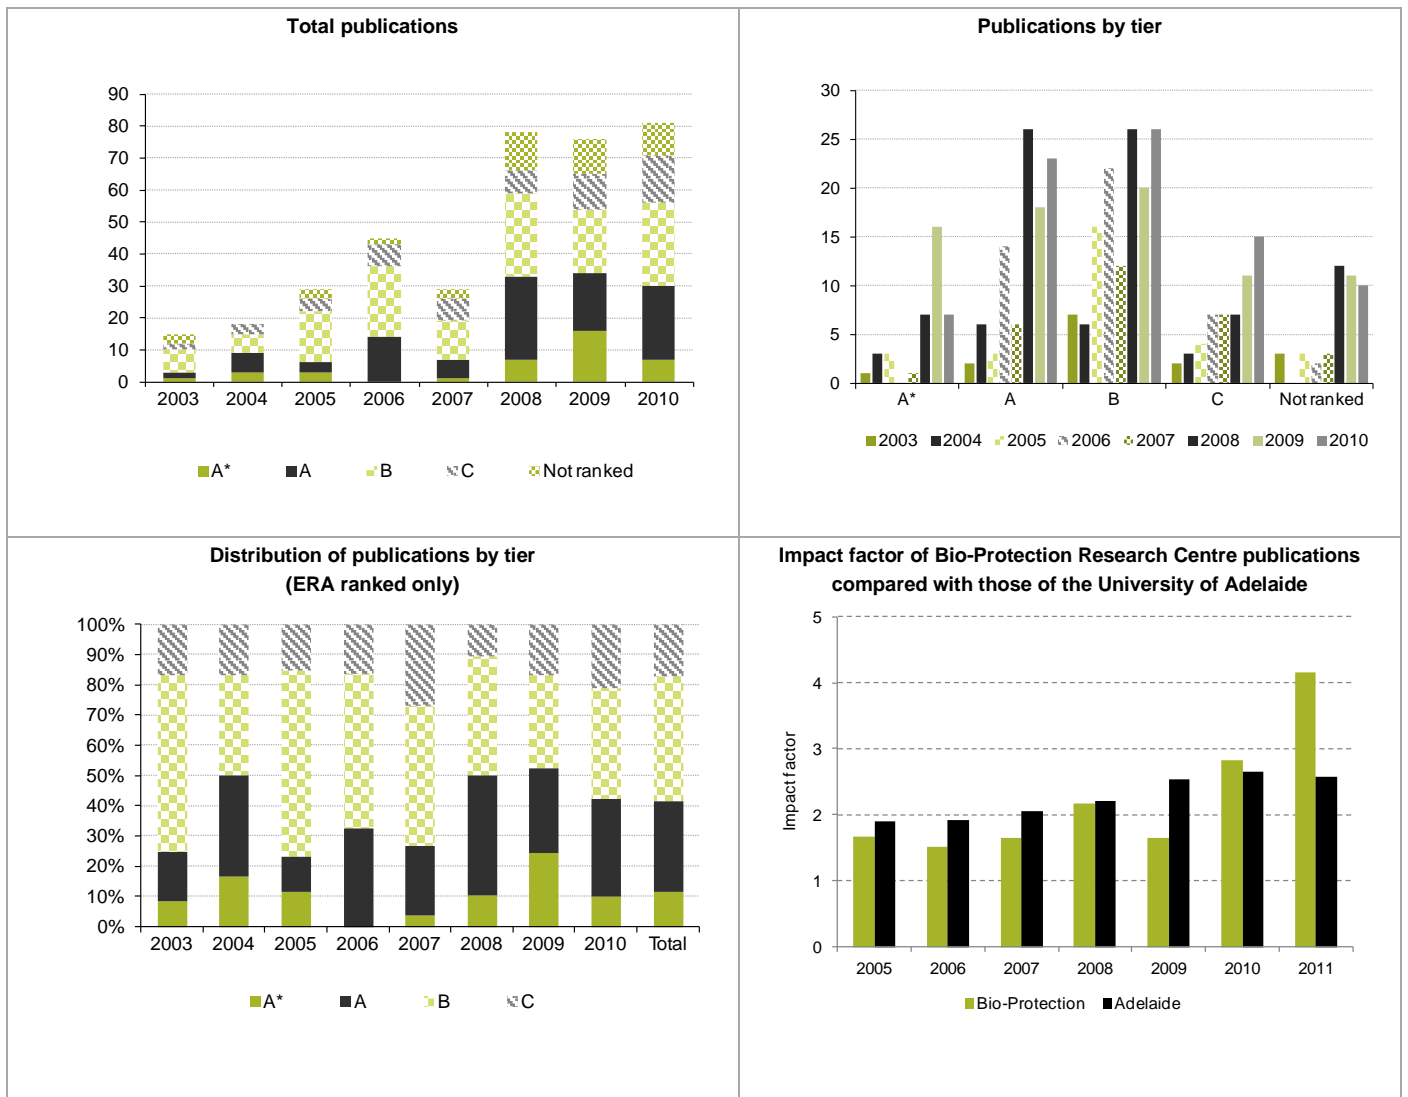 Total publications
90
80
70
60
50
40
30
20
10
0
2003 2004 2005 2006 2007 2008 2009 2010
A* A B C Not ranked
Publications by tier
30
25
20
15
10
5
0
A* A B C Not ranked
2003 2004 2005 2006 2007 2008 2009 2010
Distribution of publications by tier
(ERA ranked only)
100%
90%
80%
70%
60%
50%
40%
30%
20%
10%
0%
2003 2004 2005 2006 2007 2008 2009 2010 Total
A* A B C
Impact factor of Bio-Protection Research Centre publications
compared with those of the University of Adelaide
Impact factor
5
4
3
2
1
0
2005 2006 2007 2008 2009 2010 2011
Bio-Protection Adelaide